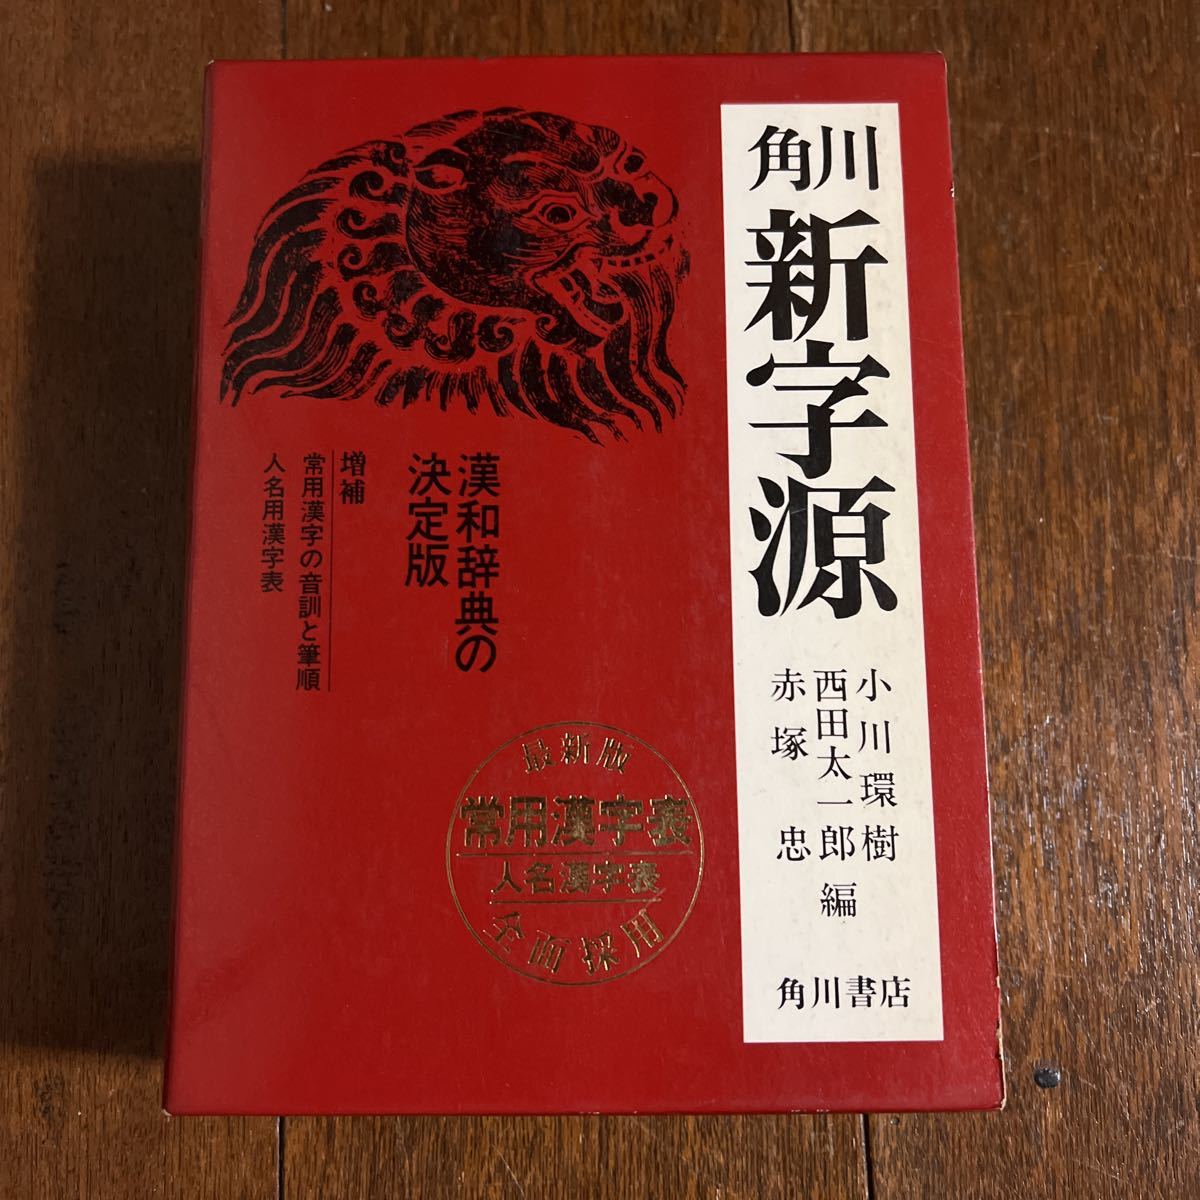 角川
新字源
小川環樹
西田太一郎 編
赤塚 忠
角川書店
漢和辞典の
決定版
増補
常用漢字の音訓と筆順
人名用漢字表
最新版
常用漢字表
人名漢字表
全面採用